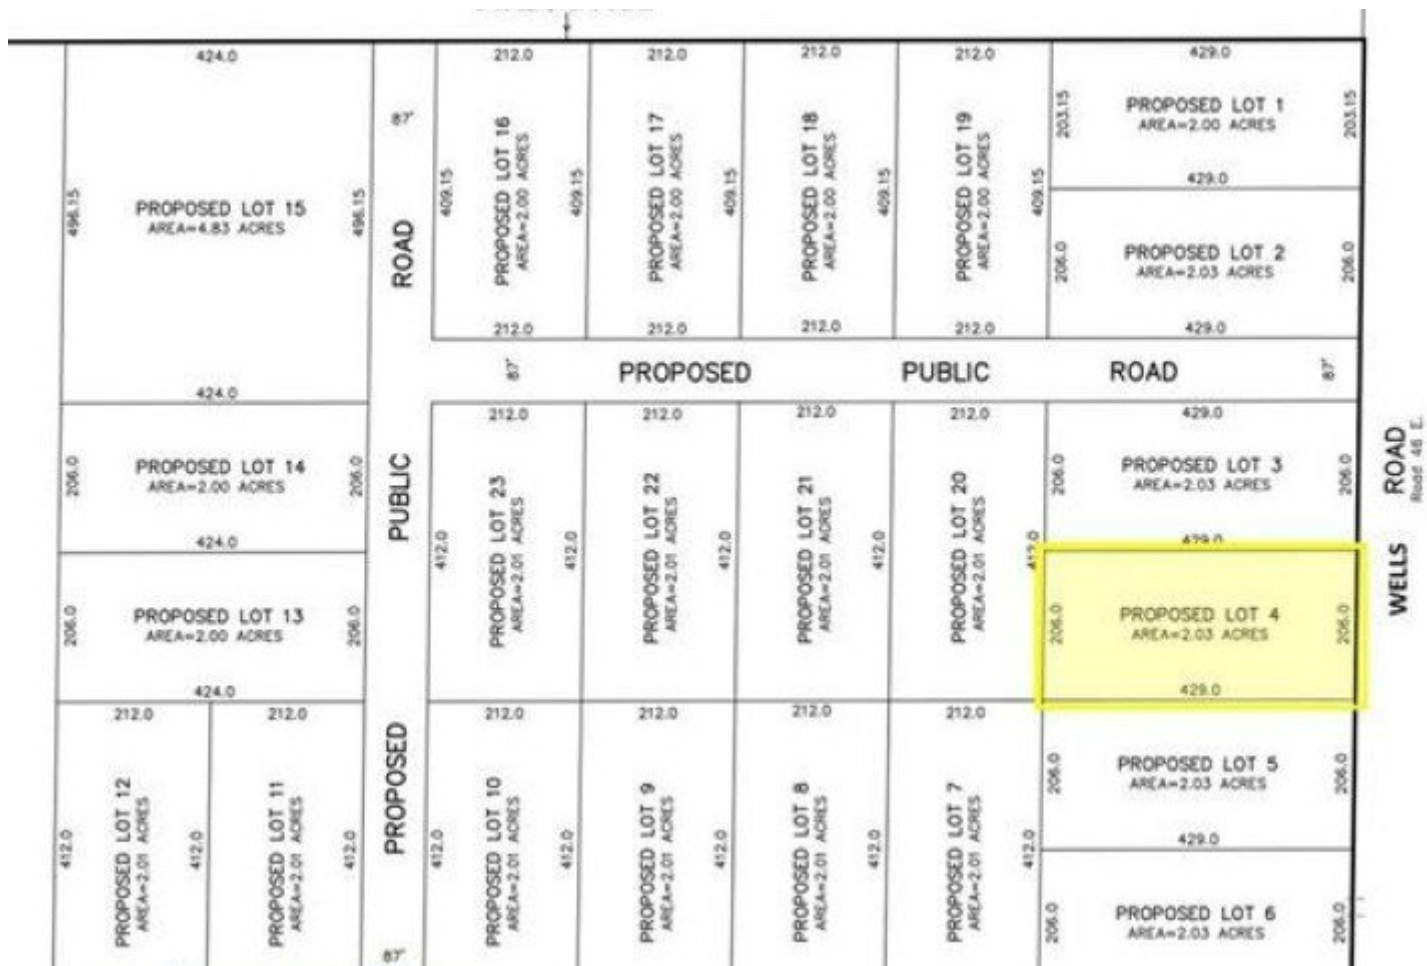 424.0
496.15
PROPOSED LOT 15
AREA=4.83 ACRES
496.15
424.0
206.0
PROPOSED LOT 14
AREA=2.00 ACRES
206.0
424.0
206.0
PROPOSED LOT 13
AREA=2.00 ACRES
206.0
424.0
212.0
412.0
PROPOSED LOT 12
AREA=2.01 ACRES
412.0
212.0
PROPOSED LOT 11
AREA=2.01 ACRES
412.0
87'
PROPOSED PUBLIC ROAD
87'
212.0
409.15
PROPOSED LOT 16
AREA=2.00 ACRES
409.15
212.0
212.0
PROPOSED LOT 17
AREA=2.00 ACRES
409.15
212.0
212.0
PROPOSED LOT 18
AREA=2.00 ACRES
409.15
212.0
212.0
PROPOSED LOT 19
AREA=2.00 ACRES
409.15
212.0
429.0
203.15
PROPOSED LOT 1
AREA=2.00 ACRES
203.15
429.0
206.0
PROPOSED LOT 2
AREA=2.03 ACRES
206.0
429.0
87' PROPOSED PUBLIC ROAD 87'
212.0
412.0
PROPOSED LOT 23
AREA=2.01 ACRES
412.0
212.0
PROPOSED LOT 22
AREA=2.01 ACRES
412.0
212.0
PROPOSED LOT 21
AREA=2.01 ACRES
412.0
212.0
PROPOSED LOT 20
AREA=2.01 ACRES
412.0
429.0
206.0
PROPOSED LOT 3
AREA=2.03 ACRES
206.0
429.0
206.0
PROPOSED LOT 4
AREA=2.03 ACRES
206.0
429.0
212.0
412.0
PROPOSED LOT 10
AREA=2.01 ACRES
412.0
212.0
PROPOSED LOT 9
AREA=2.01 ACRES
412.0
212.0
PROPOSED LOT 8
AREA=2.01 ACRES
412.0
212.0
PROPOSED LOT 7
AREA=2.01 ACRES
412.0
206.0
PROPOSED LOT 5
AREA=2.03 ACRES
206.0
429.0
206.0
PROPOSED LOT 6
AREA=2.03 ACRES
206.0
WELLS ROAD
Road 46 E.